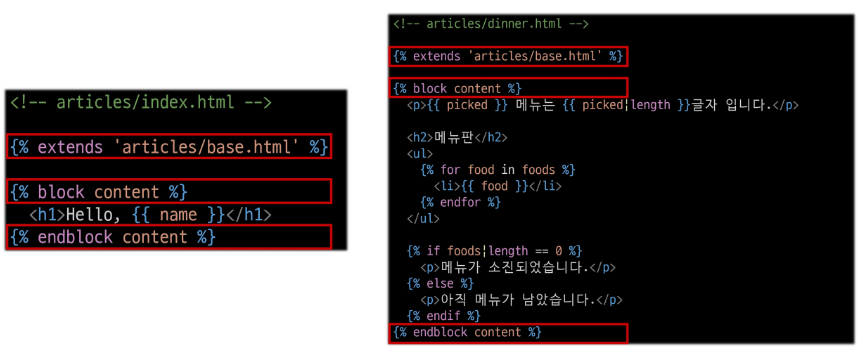 <!-- articles/index.html -->
{% extends 'articles/base.html' %}
{% block content %}
<h1>Hello, {{ name }}</h1>
{% endblock content %}
<!-- articles/dinner.html -->
{% extends 'articles/base.html' %}
{% block content %}
<p>{{ picked }} 메뉴는 {{ picked|length }}글자 입니다.</p>
<h2>메뉴판</h2>
<ul>
{% for food in foods %}
<li>{{ food }}</li>
{% endfor %}
</ul>
{% if foods|length == 0 %}
<p>메뉴가 소진되었습니다.</p>
{% else %}
<p>아직 메뉴가 남았습니다.</p>
{% endif %}
{% endblock content %}